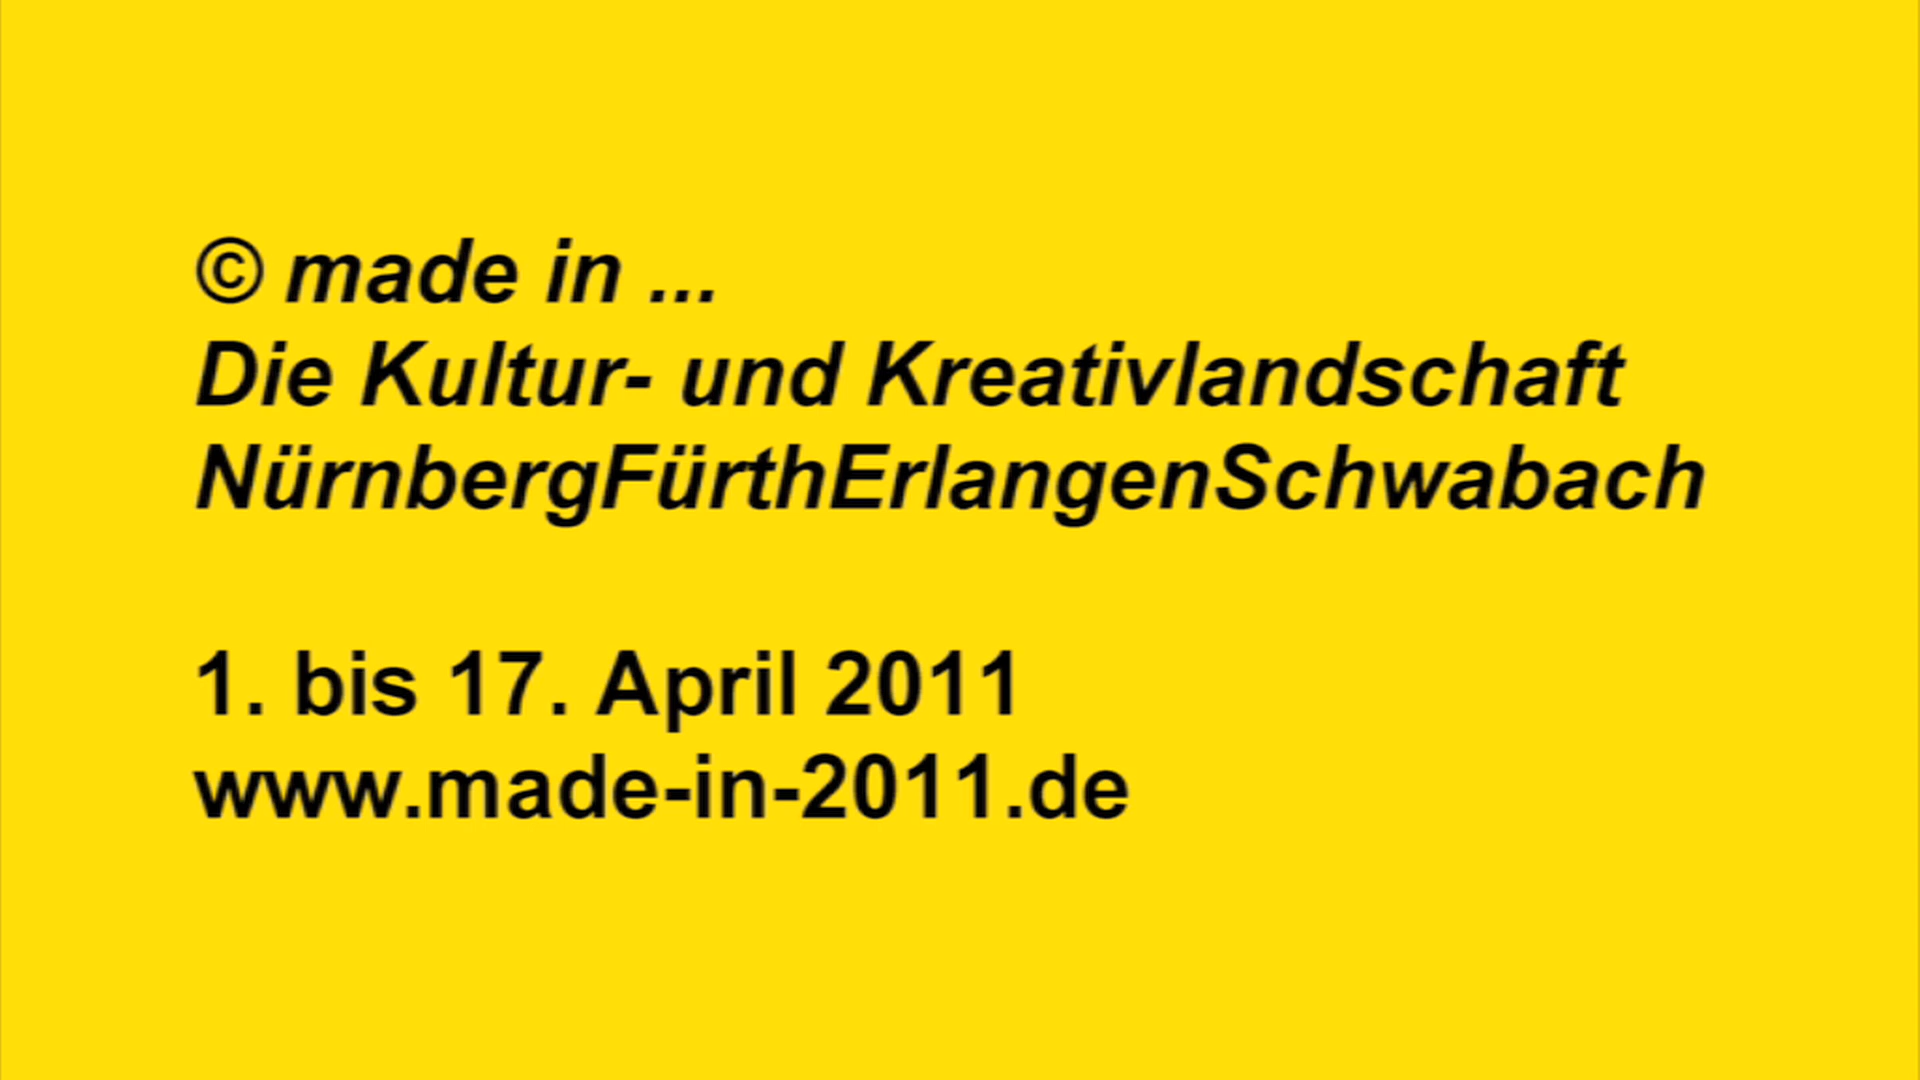 © made in ...
Die Kultur- und Kreativlandschaft
NürnbergFürthErlangenSchwabach
1. bis 17. April 2011
www.made-in-2011.de